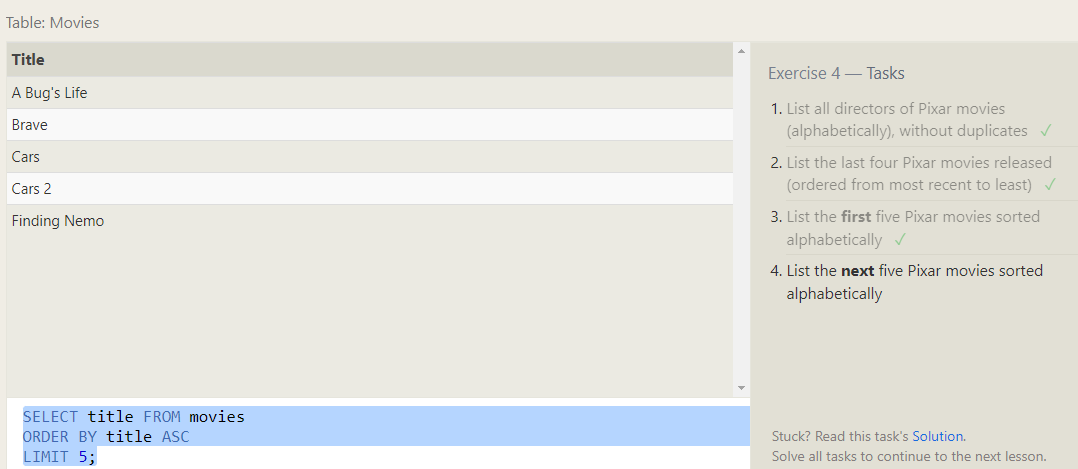 Table: Movies
Title
A Bug's Life
Brave
Cars
Cars 2
Finding Nemo
SELECT title FROM movies
ORDER BY title ASC
LIMIT 5;
Exercise 4 — Tasks
1. List all directors of Pixar movies
(alphabetically), without duplicates ✓
2. List the last four Pixar movies released
(ordered from most recent to least) ✓
3. List the first five Pixar movies sorted
alphabetically ✓
4. List the next five Pixar movies sorted
alphabetically
Stuck? Read this task's Solution.
Solve all tasks to continue to the next lesson.